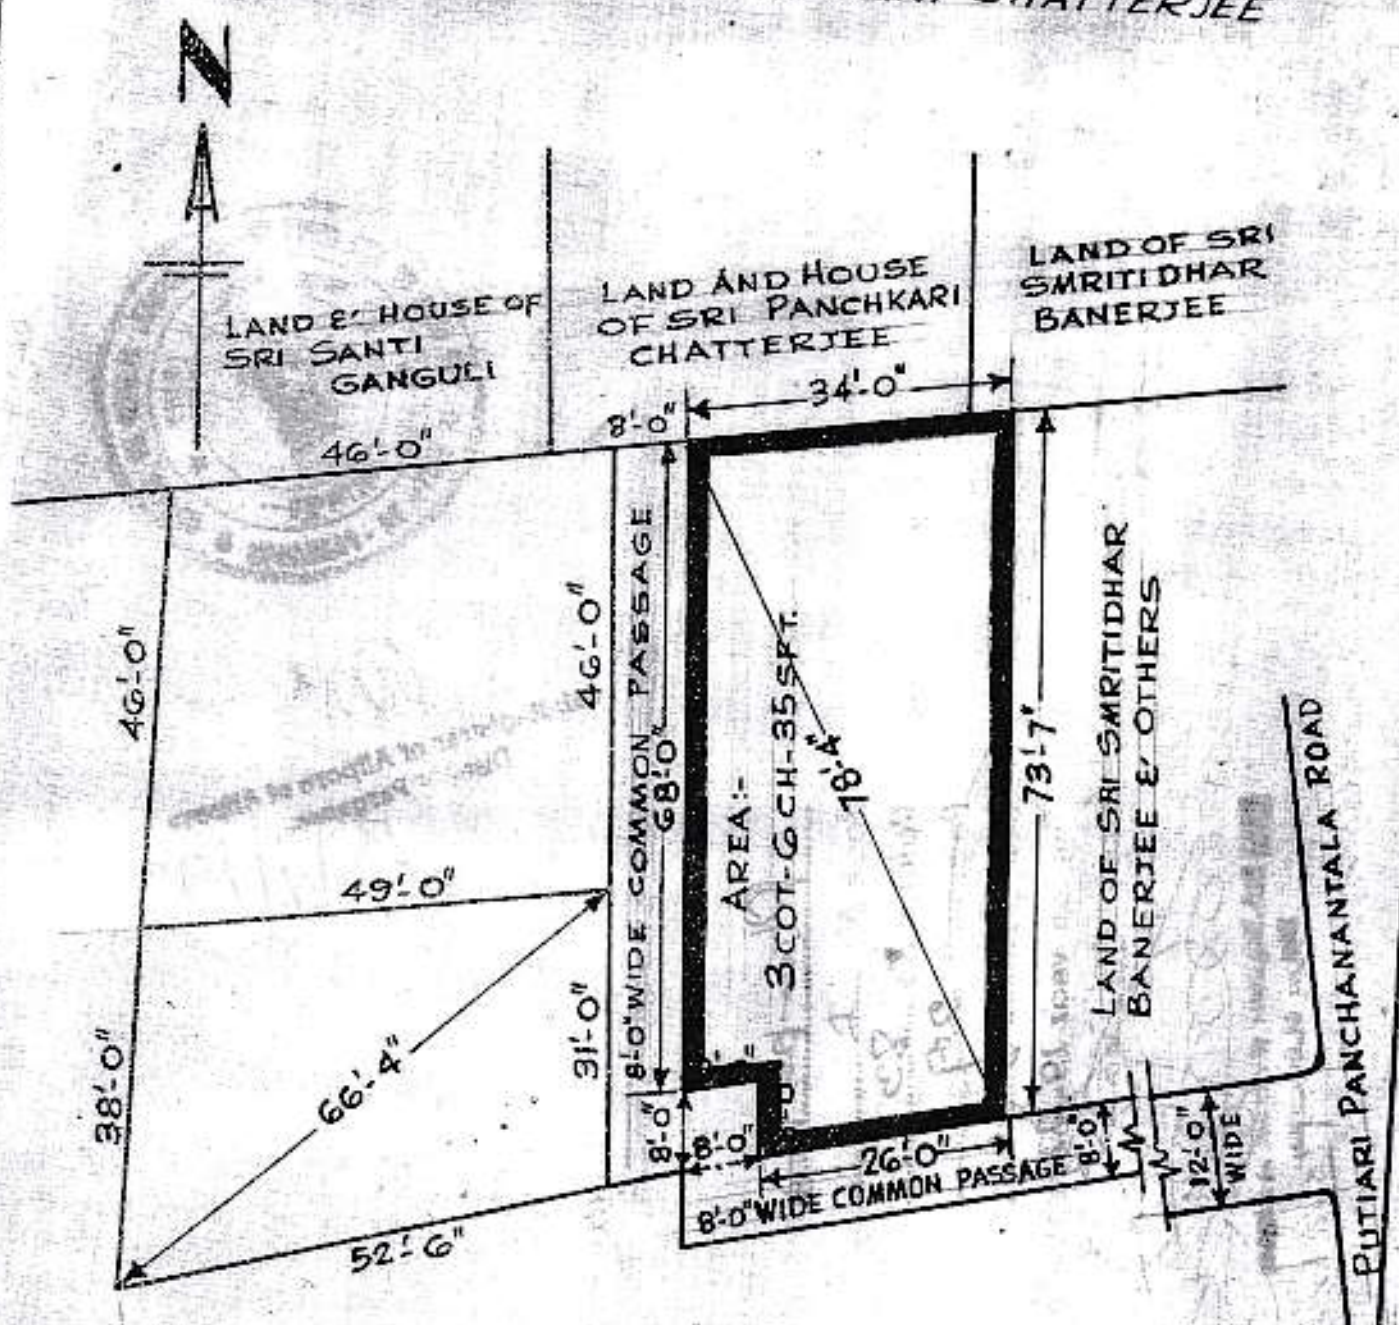 CHATTERJEE
N
LAND & HOUSE OF
SRI SANTI
GANGULI
LAND AND HOUSE
OF SRI PANCHKARI
CHATTERJEE
LAND OF SRI
SMRITIDHAR
BANERJEE
34'-0"
8'-0"
46'-0"
46'-0"
46'-0"
8'-0" WIDE COMMON PASSAGE
68'-0"
AREA:-
3 COT-6 CH-35 SFT.
78'-4"
73'-7"
LAND OF SRI SMRITIDHAR
BANERJEE & OTHERS
PUTIARI PANCHANANTALA ROAD
49'-0"
38'-0"
66'-4"
31'-0"
8'-0"
8'-0"
26'-0"
8'-0" WIDE COMMON PASSAGE
8'-0"
12'-0"
WIDE
52'-6"